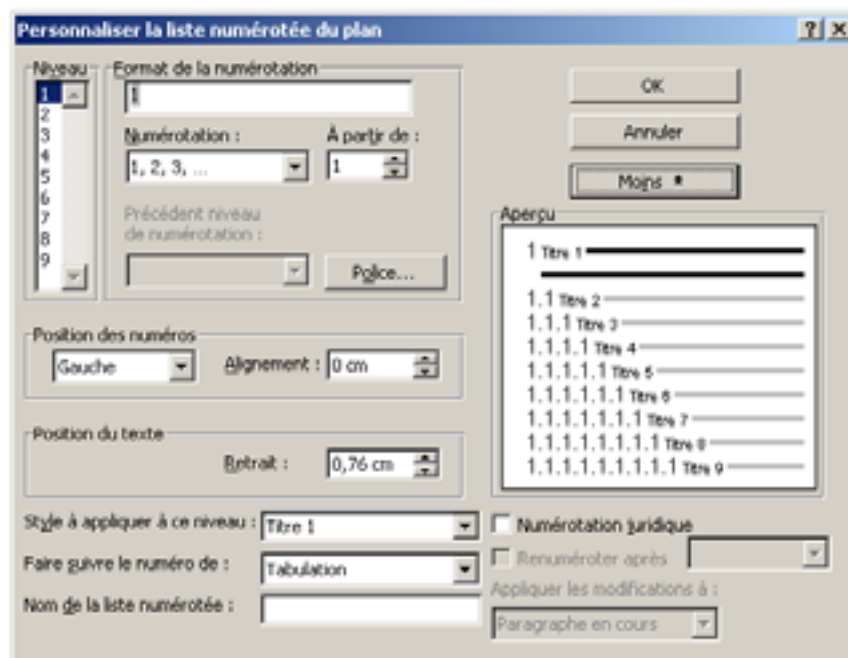 Personnaliser la liste numérotée du plan
Niveau
1
2
3
4
5
6
7
8
9
Format de la numérotation
1
Numérotation :
À partir de :
1, 2, 3, ...
1
Précédent niveau
de numérotation :
Police...
OK
Annuler
Moins
Position des numéros
Gauche
Alignement :
0 cm
Position du texte
Retrait :
0,76 cm
Aperçu
1 Titre 1
1.1 Titre 2
1.1.1 Titre 3
1.1.1.1 Titre 4
1.1.1.1.1 Titre 5
1.1.1.1.1.1 Titre 6
1.1.1.1.1.1.1 Titre 7
1.1.1.1.1.1.1.1 Titre 8
1.1.1.1.1.1.1.1.1 Titre 9
Style à appliquer à ce niveau :
Titre 1
Faire suivre le numéro de :
Tabulation
Nom de la liste numérotée :
Numérotation juridique
Renuméroter après
Appliquer les modifications à :
Paragraphe en cours